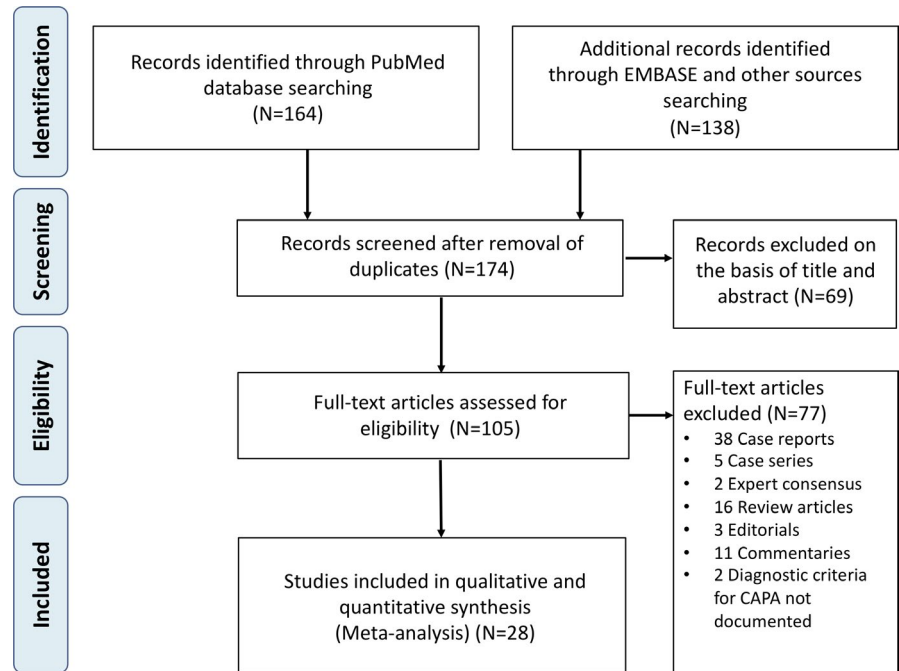 Identification
Records identified through PubMed
database searching
(N=164)
Additional records identified
through EMBASE and other sources
searching
(N=138)
Screening
Records screened after removal of
duplicates (N=174)
Records excluded on
the basis of title and
abstract (N=69)
Eligibility
Full-text articles assessed for
eligibility (N=105)
Full-text articles
excluded (N=77)
• 38 Case reports
• 5 Case series
• 2 Expert consensus
• 16 Review articles
• 3 Editorials
• 11 Commentaries
• 2 Diagnostic criteria
for CAPA not
documented
Included
Studies included in qualitative and
quantitative synthesis
(Meta-analysis) (N=28)